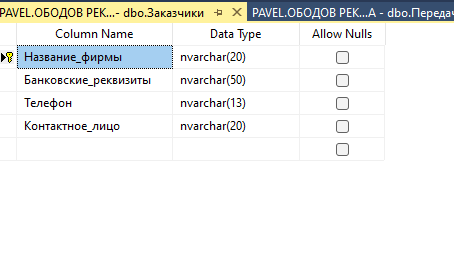 PAVEL.ОБОДОВ РЕК...- dbo.Заказчики
PAVEL.ОБОДОВ РЕК...А - dbo.Передач
Column Name Data Type Allow Nulls
Название_фирмы nvarchar(20)
Банковские_реквизиты nvarchar(50)
Телефон nvarchar(13)
Контактное_лицо nvarchar(20)